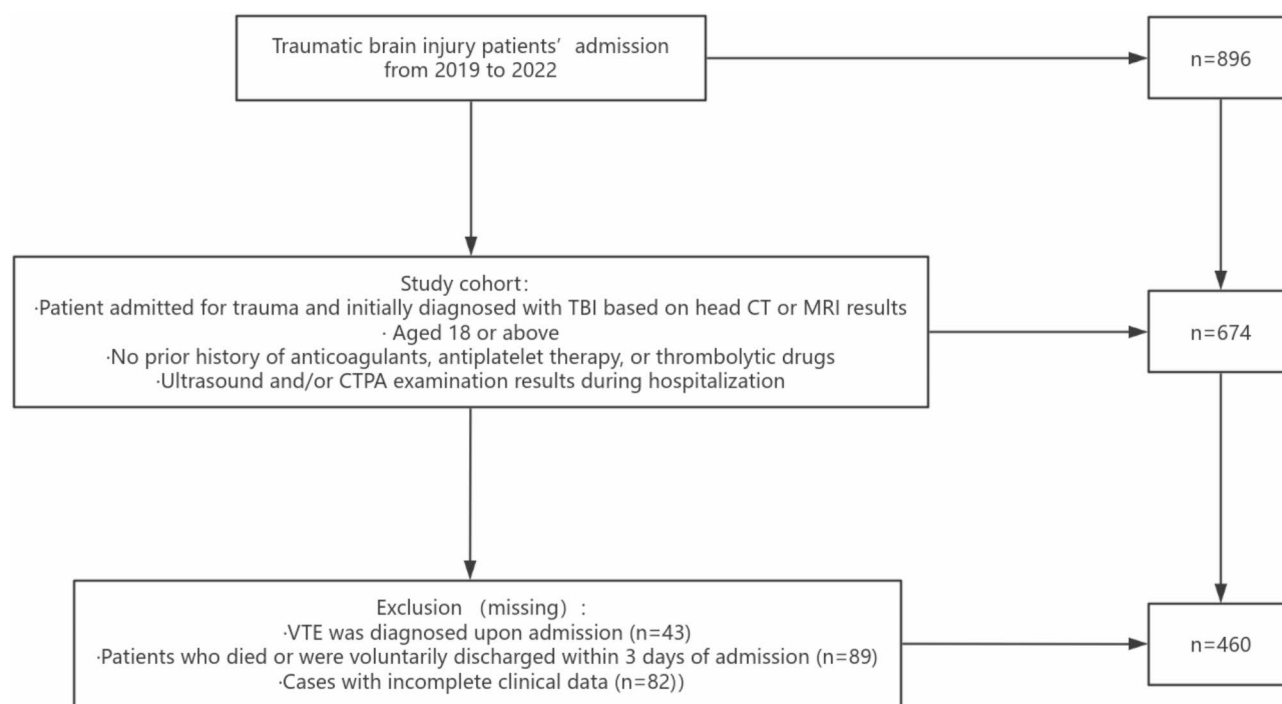 Traumatic brain injury patients’ admission
from 2019 to 2022
n=896
Study cohort:
·Patient admitted for trauma and initially diagnosed with TBI based on head CT or MRI results
· Aged 18 or above
·No prior history of anticoagulants, antiplatelet therapy, or thrombolytic drugs
·Ultrasound and/or CTPA examination results during hospitalization
n=674
Exclusion （missing）:
·VTE was diagnosed upon admission (n=43)
·Patients who died or were voluntarily discharged within 3 days of admission (n=89)
·Cases with incomplete clinical data (n=82))
n=460